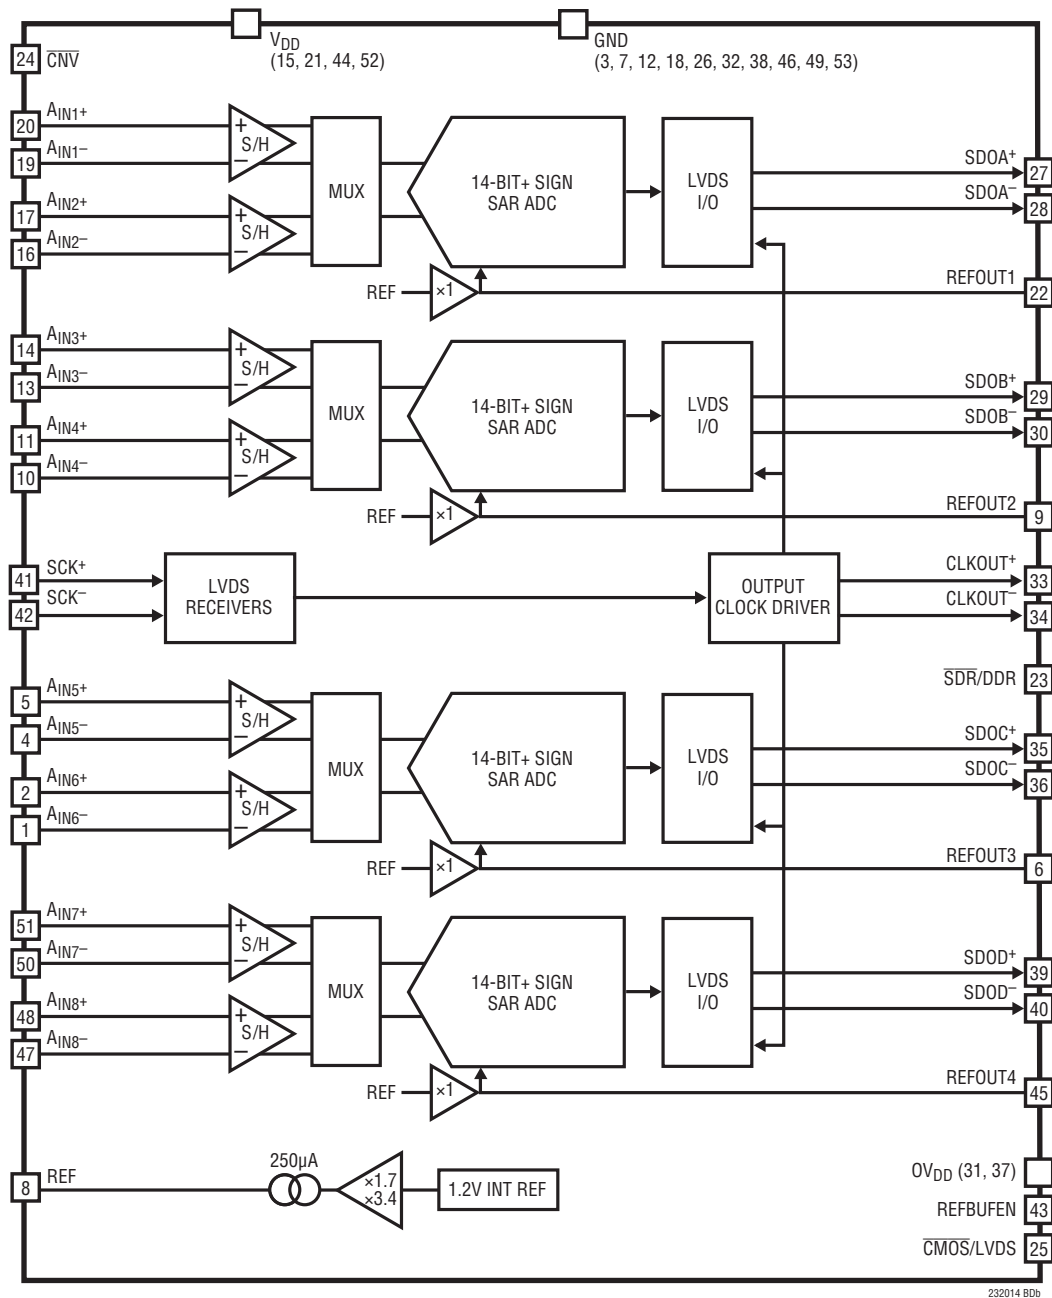 24 CNV
V_DD
(15, 21, 44, 52)
GND
(3, 7, 12, 18, 26, 32, 38, 46, 49, 53)
20 A_IN1+
19 A_IN1–
17 A_IN2+
16 A_IN2–
+
S/H
–
+
S/H
–
MUX
14-BIT+ SIGN
SAR ADC
LVDS
I/O
SDOA+ 27
SDOA– 28
REF
×1
REFOUT1 22
14 A_IN3+
13 A_IN3–
11 A_IN4+
10 A_IN4–
+
S/H
–
+
S/H
–
MUX
14-BIT+ SIGN
SAR ADC
LVDS
I/O
SDOB+ 29
SDOB– 30
REF
×1
REFOUT2 9
41 SCK+
42 SCK–
LVDS
RECEIVERS
OUTPUT
CLOCK DRIVER
CLKOUT+ 33
CLKOUT– 34
SDR/DDR 23
5 A_IN5+
4 A_IN5–
2 A_IN6+
1 A_IN6–
+
S/H
–
+
S/H
–
MUX
14-BIT+ SIGN
SAR ADC
LVDS
I/O
SDOC+ 35
SDOC– 36
REF
×1
REFOUT3 6
51 A_IN7+
50 A_IN7–
48 A_IN8+
47 A_IN8–
+
S/H
–
+
S/H
–
MUX
14-BIT+ SIGN
SAR ADC
LVDS
I/O
SDOD+ 39
SDOD– 40
REF
×1
REFOUT4 45
8 REF
250µA
×1.7
×3.4
1.2V INT REF
OV_DD (31, 37)
REFBUFEN 43
CMOS/LVDS 25
232014 BDb